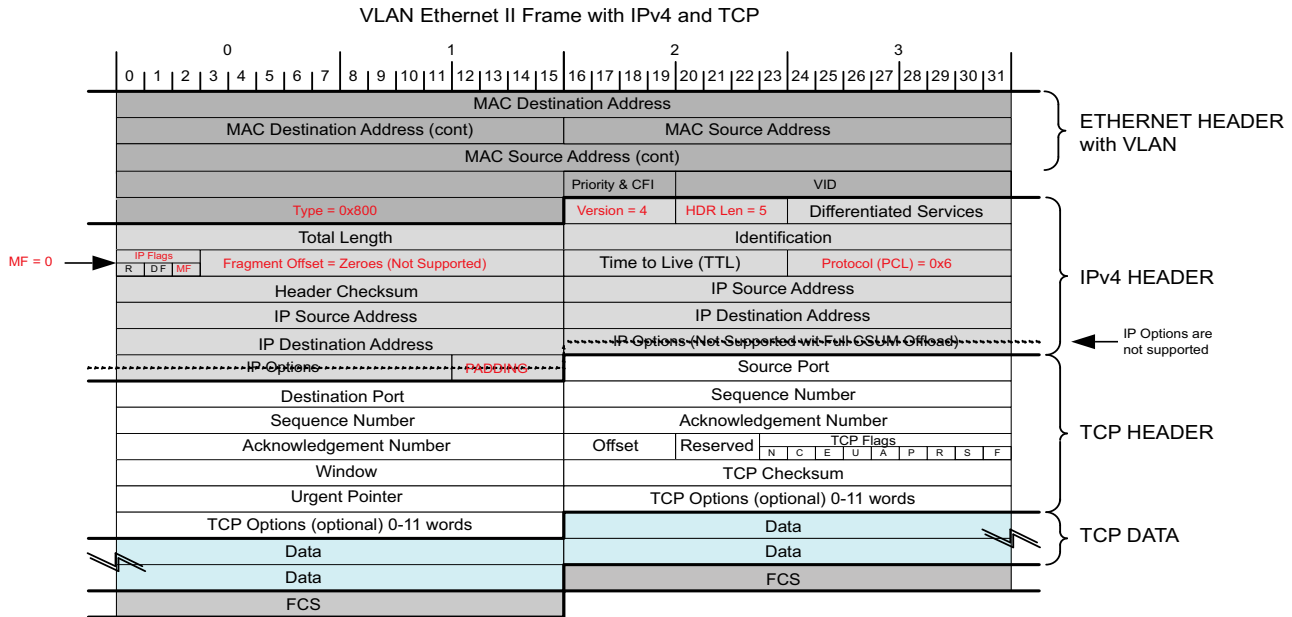 VLAN Ethernet II Frame with IPv4 and TCP
0 1 2 3
0 1 2 3 4 5 6 7 8 9 10 11 12 13 14 15 16 17 18 19 20 21 22 23 24 25 26 27 28 29 30 31
MAC Destination Address
MAC Destination Address (cont) MAC Source Address
ETHERNET HEADER
with VLAN
MAC Source Address (cont)
Priority & CFI VID
Type = 0x800 Version = 4 HDR Len = 5 Differentiated Services
Total Length Identification
MF = 0
IP Flags
R D F MF
Fragment Offset = Zeroes (Not Supported) Time to Live (TTL) Protocol (PCL) = 0x6
IPv4 HEADER
Header Checksum IP Source Address
IP Source Address IP Destination Address
IP Destination Address IP Options (Not Supported wit Full CSUM Offload)
IP Options are
not supported
IP Options PADDING Source Port
Destination Port Sequence Number
Sequence Number Acknowledgement Number
TCP HEADER
Acknowledgement Number Offset Reserved TCP Flags
N C E U A P R S F
Window TCP Checksum
Urgent Pointer TCP Options (optional) 0-11 words
TCP Options (optional) 0-11 words Data
TCP DATA
Data Data
Data FCS
FCS